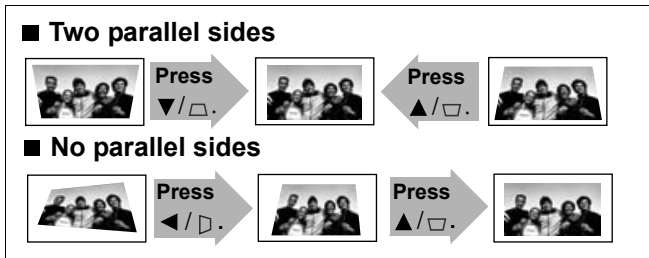 ■ Two parallel sides
Press
▼/⏢.
Press
▲/▽.
■ No parallel sides
Press
◀/▷.
Press
▲/▽.